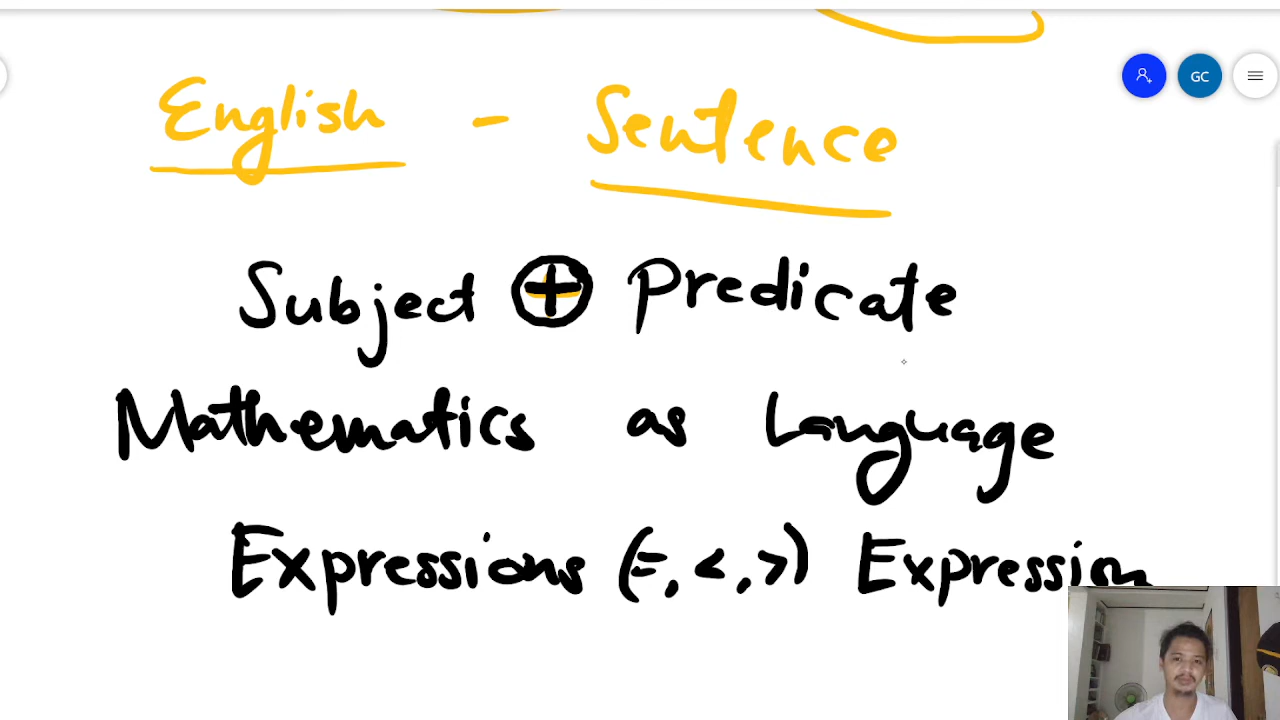 English - Sentence
GC
Subject + Predicate
Mathematics as Language
Expressions (=, <, >) Expression